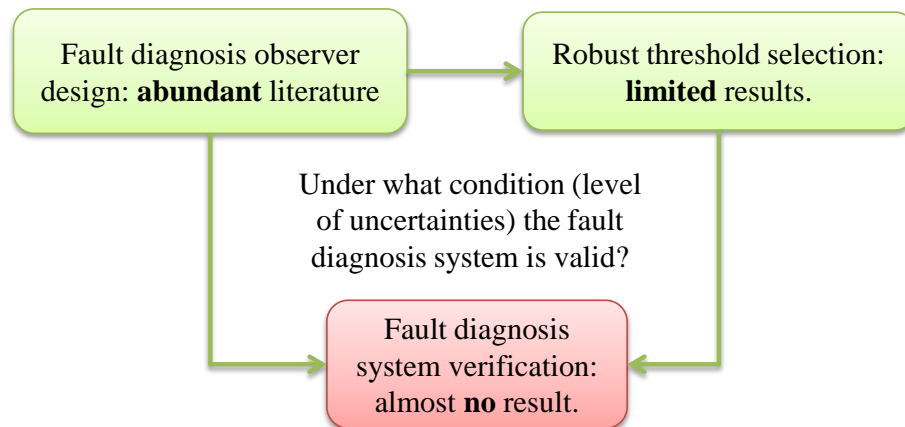 Fault diagnosis observer
design: abundant literature
Robust threshold selection:
limited results.
Under what condition (level
of uncertainties) the fault
diagnosis system is valid?
Fault diagnosis
system verification:
almost no result.